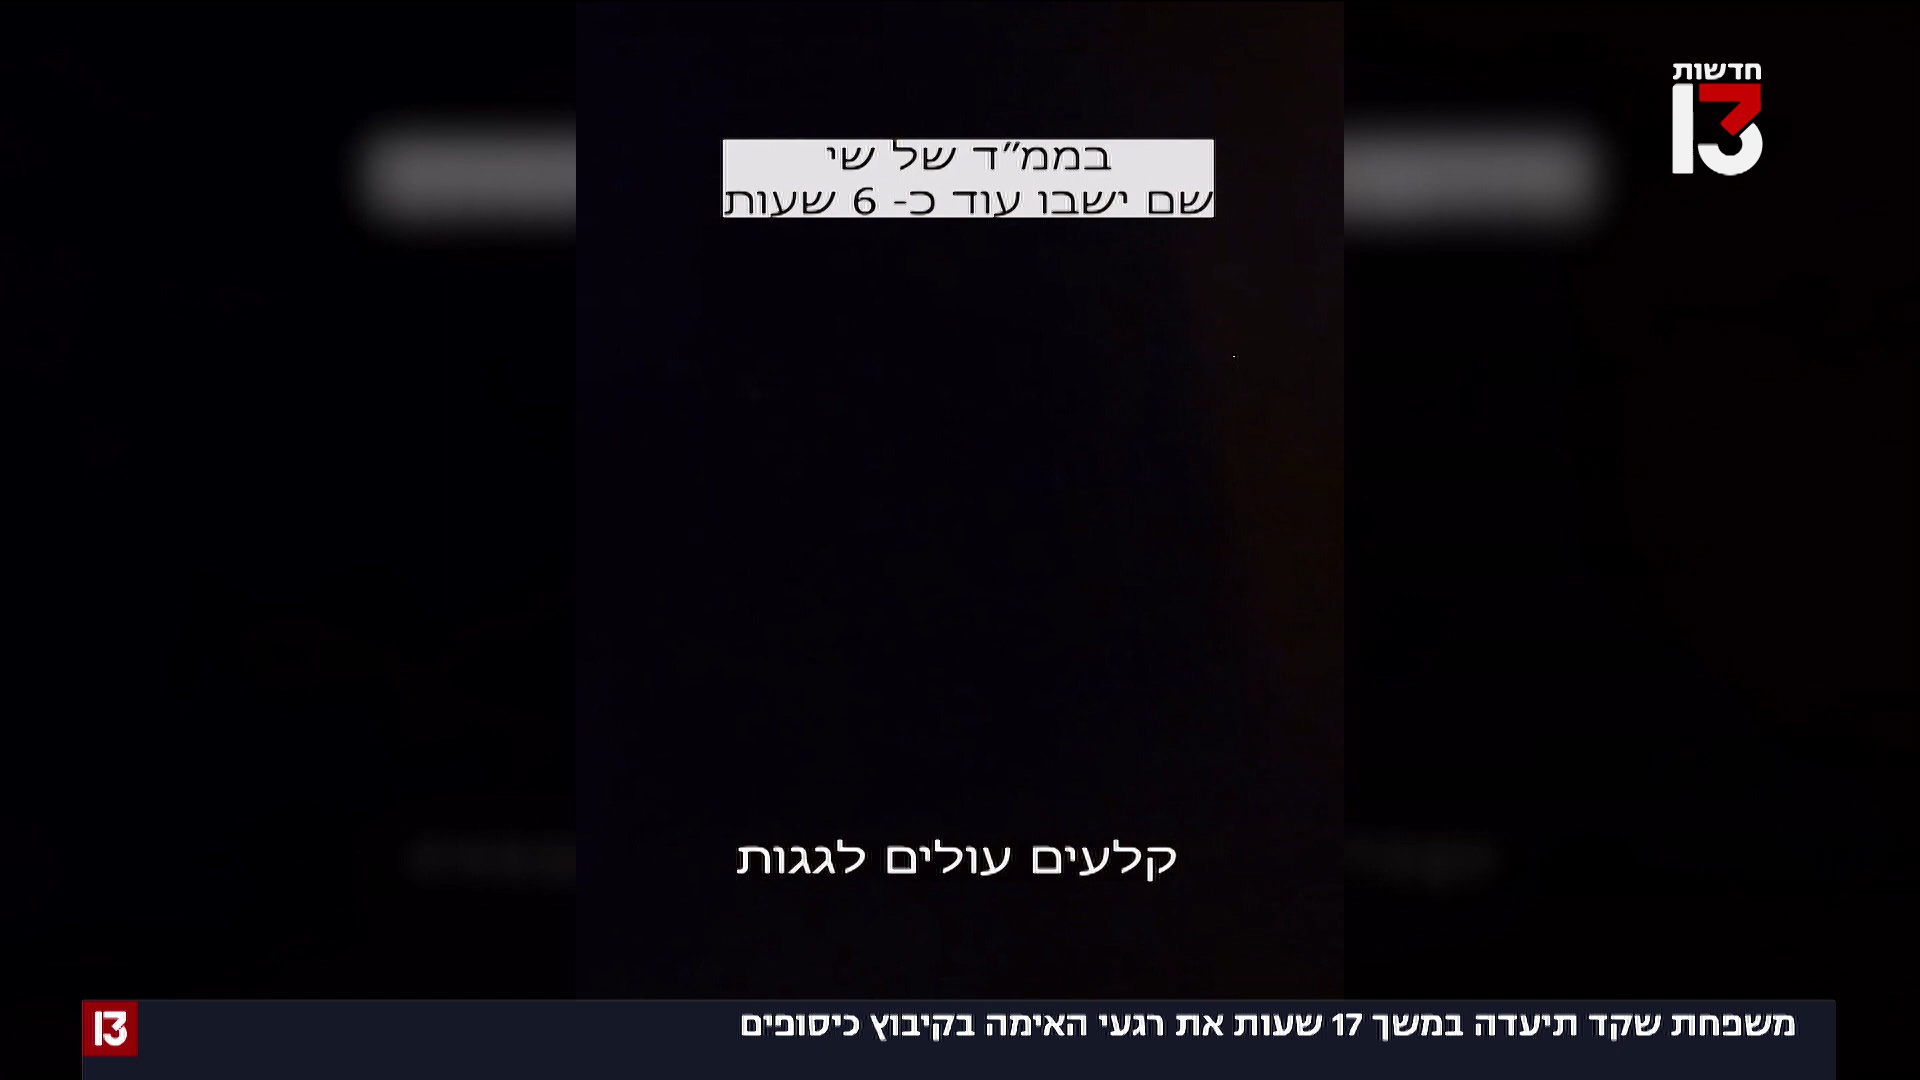 חדשות
13
בממ״ד של שי
שם ישבו עוד כ- 6 שעות
קלעים עולים לגגות
משפחת שקד תיעדה במשך 17 שעות את רגעי האימה בקיבוץ כיסופים
13